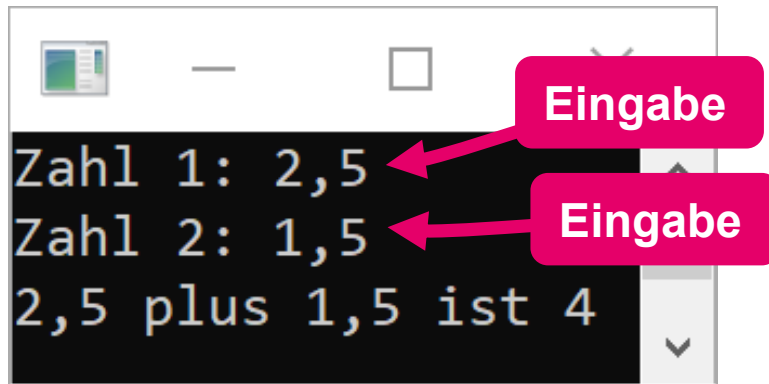 Eingabe
Zahl 1: 2,5
Eingabe
Zahl 2: 1,5
2,5 plus 1,5 ist 4